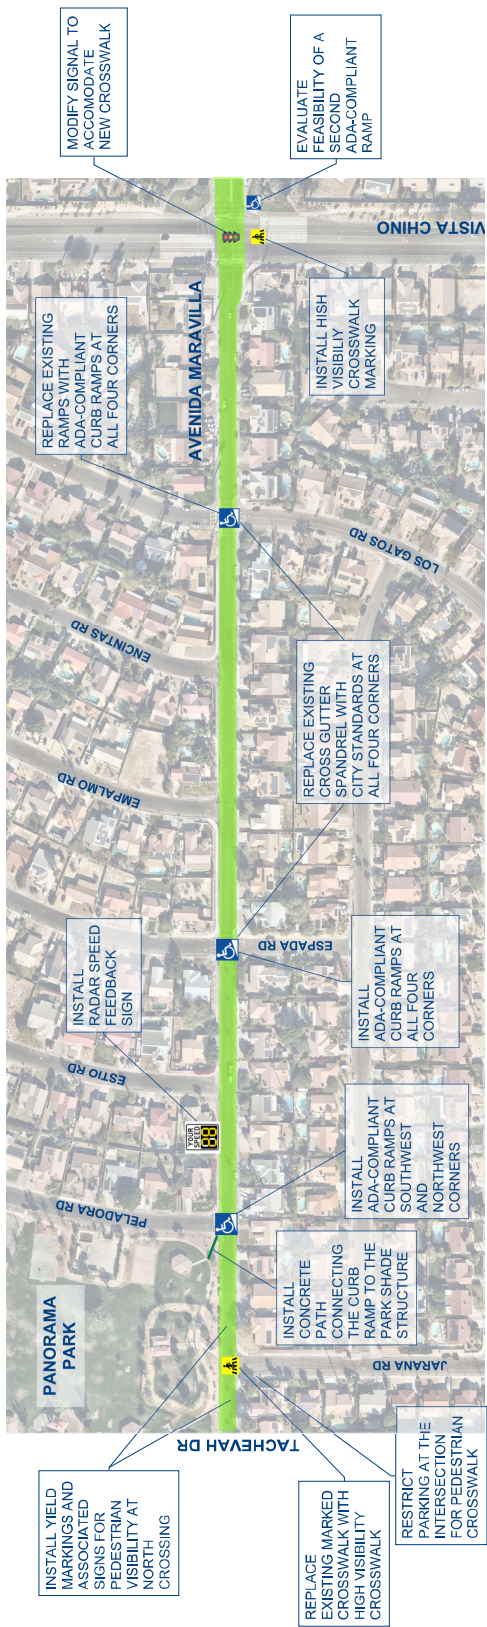 MODIFY SIGNAL TO
ACCOMODATE
NEW CROSSWALK
EVALUATE
FEASIBILITY OF A
SECOND
ADA-COMPLIANT
RAMP
VISTA CHINO
AVENIDA MARAVILLA
REPLACE EXISTING
RAMPS WITH
ADA-COMPLIANT
CURB RAMPS AT
ALL FOUR CORNERS
INSTALL HISH
VISIBILIY
CROSSWALK
MARKING
LOS GATOS RD
ENCINTAS RD
REPLACE EXISTING
CROSS GUTTER
SPANDREL WITH
CITY STANDARDS AT
ALL FOUR CORNERS
EMPALMO RD
INSTALL
RADAR SPEED
FEEDBACK
SIGN
ESPADA RD
INSTALL
ADA-COMPLIANT
CURB RAMPS AT
ALL FOUR
CORNERS
ESTIO RD
YOUR
SPEED
88
INSTALL
ADA-COMPLIANT
CURB RAMPS AT
SOUTHWEST
AND
NORTHWEST
CORNERS
PELADORA RD
INSTALL
CONCRETE
PATH
CONNECTING
THE CURB
RAMP TO THE
PARK SHADE
STRUCTURE
PANORAMA
PARK
JARANA RD
TACHEVAH DR
INSTALL YIELD
MARKINGS AND
ASSOCIATED
SIGNS FOR
PEDESTRIAN
VISIBILITY AT
NORTH
CROSSING
REPLACE
EXISTING MARKED
CROSSWALK WITH
HIGH VISIBILITY
CROSSWALK
RESTRICT
PARKING AT THE
INTERSECTION
FOR PEDESTRIAN
CROSSWALK